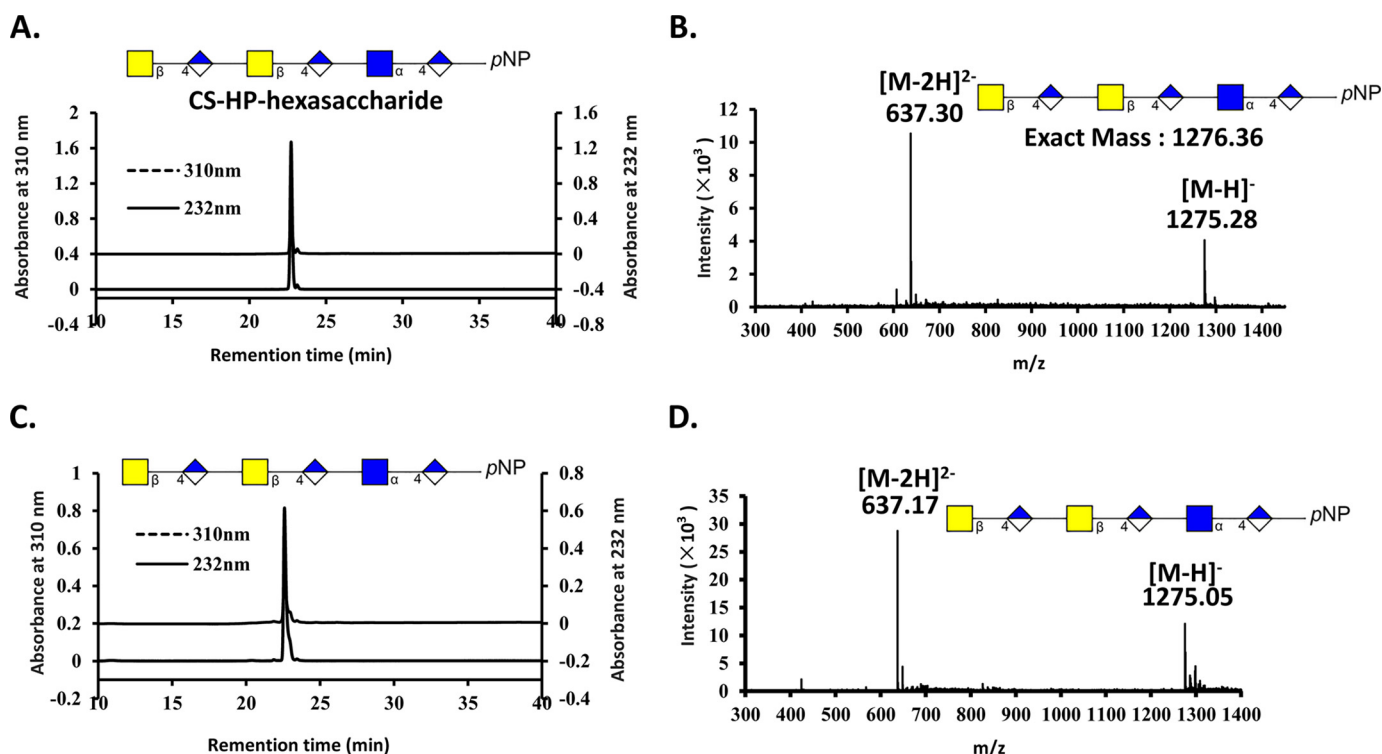 A.
β 4 β 4 α 4 pNP
CS-HP-hexasaccharide
Absorbance at 310 nm
2
1.6
1.2
0.8
0.4
0
-0.4
310nm
232nm
1.6
1.2
0.8
0.4
0
-0.4
-0.8
Absorbance at 232 nm
10 15 20 25 30 35 40
Remention time (min)
B.
[M-2H]2-
637.30
β 4 β 4 α 4 pNP
Exact Mass : 1276.36
[M-H]-
1275.28
Intensity (×10³)
12
10
8
6
4
2
0
300 500 600 700 800 900 1000 1100 1200 1300 1400
m/z
C.
β 4 β 4 α 4 pNP
Absorbance at 310 nm
1
0.8
0.6
0.4
0.2
0
-0.2
310nm
232nm
0.8
0.6
0.4
0.2
0
-0.2
-0.4
Absorbance at 232 nm
10 15 20 25 30 35 40
Remention time (min)
D.
[M-2H]2-
637.17
β 4 β 4 α 4 pNP
[M-H]-
1275.05
Intensity (×10³)
35
30
25
20
15
10
5
0
300 400 500 600 700 800 900 1000 1100 1200 1300 1400
m/z